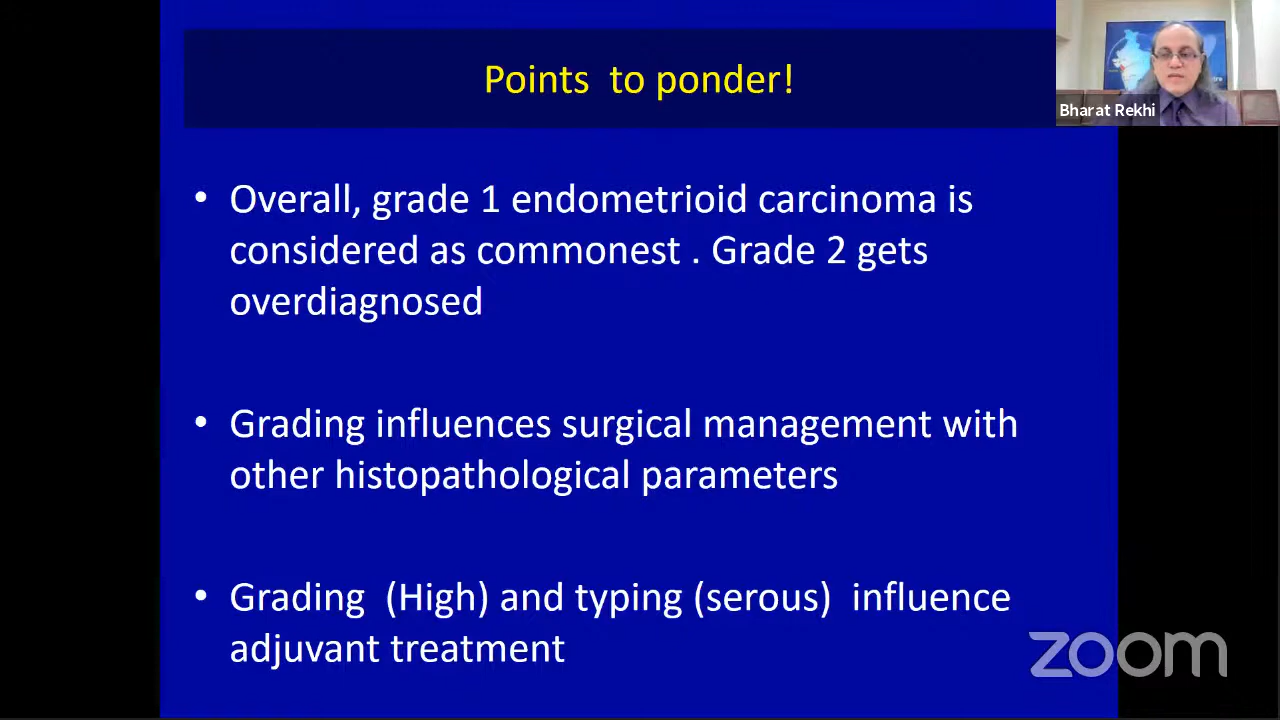 Points  to ponder!
Bharat Rekhi
• Overall, grade 1 endometrioid carcinoma is
considered as commonest . Grade 2 gets
overdiagnosed
• Grading influences surgical management with
other histopathological parameters
• Grading  (High) and typing (serous)  influence
adjuvant treatment
zoom